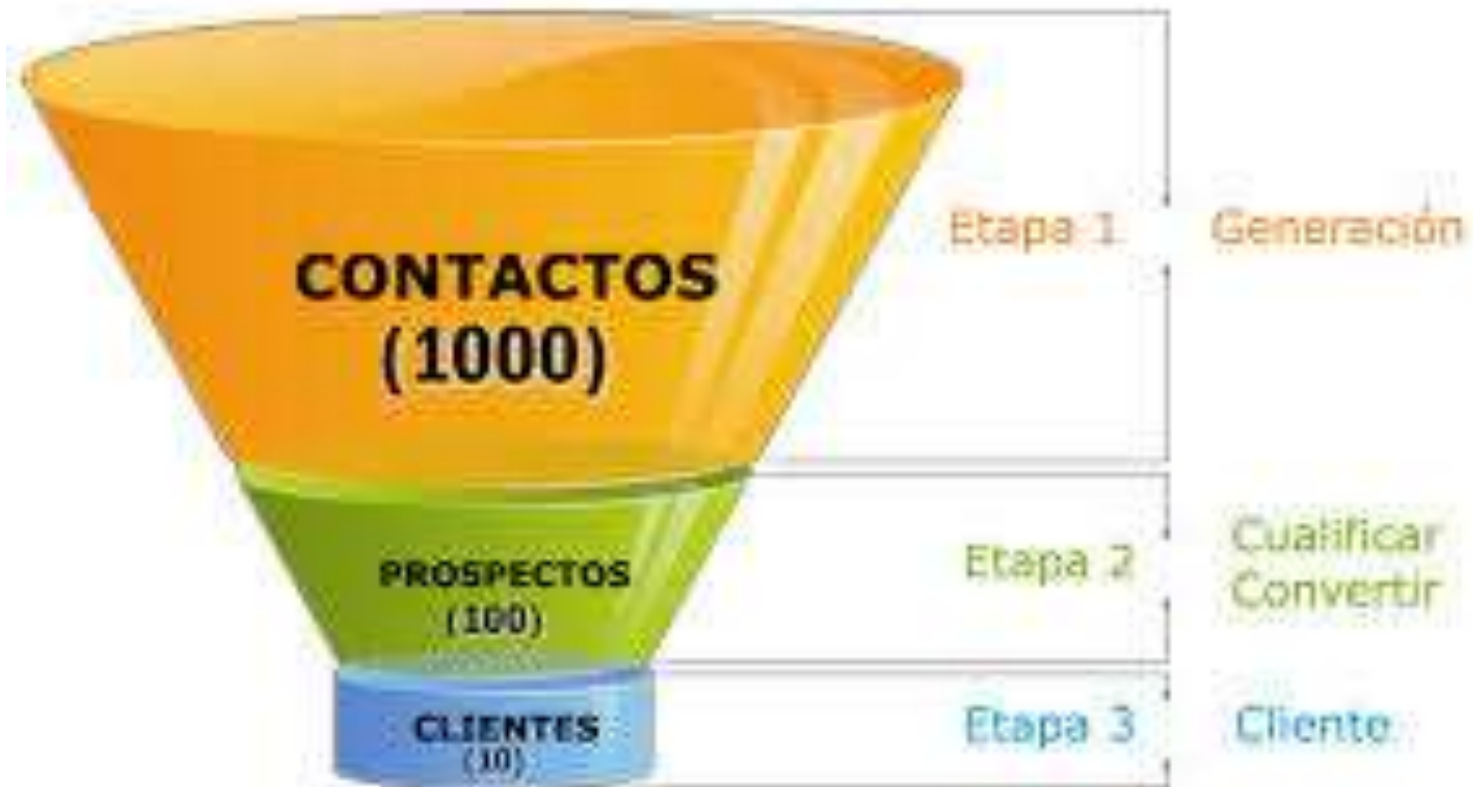 CONTACTOS
(1000)
Etapa 1
Generación
PROSPECTOS
(100)
Etapa 2
Cualificar
Convertir
CLIENTES
(10)
Etapa 3
Cliente